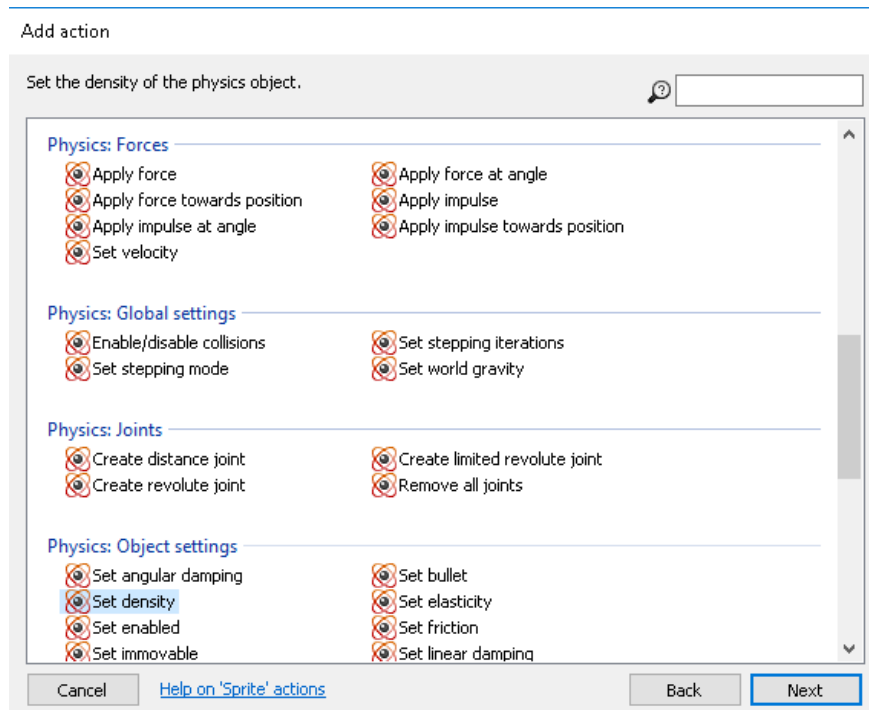 Add action
Set the density of the physics object.
Physics: Forces
Apply force
Apply force at angle
Apply force towards position
Apply impulse
Apply impulse at angle
Apply impulse towards position
Set velocity
Physics: Global settings
Enable/disable collisions
Set stepping iterations
Set stepping mode
Set world gravity
Physics: Joints
Create distance joint
Create limited revolute joint
Create revolute joint
Remove all joints
Physics: Object settings
Set angular damping
Set bullet
Set density
Set elasticity
Set enabled
Set friction
Set immovable
Set linear damping
Cancel
Help on 'Sprite' actions
Back
Next